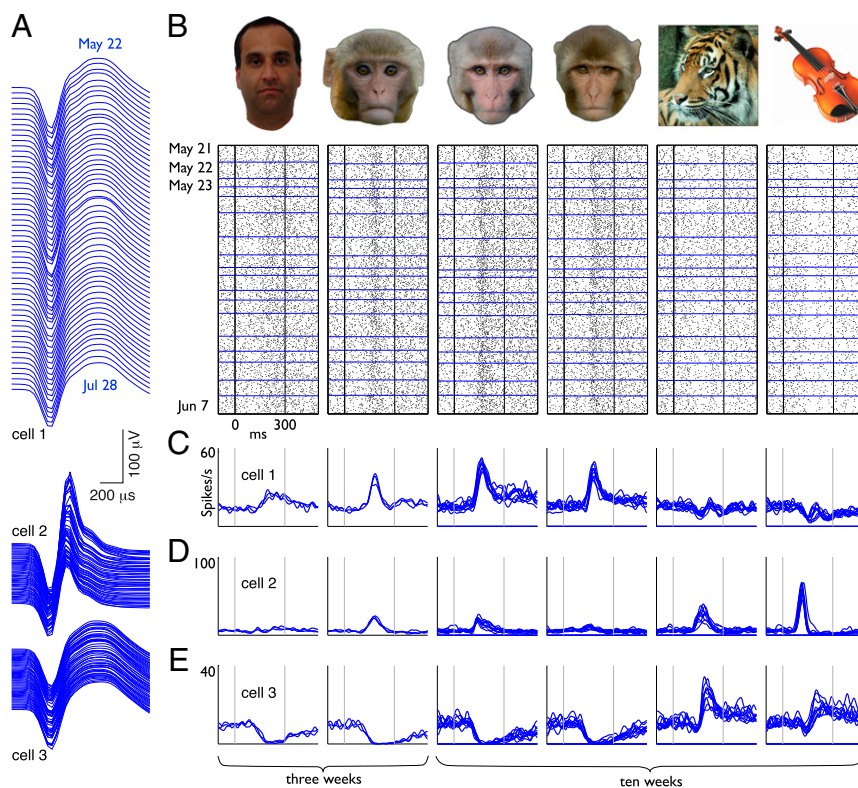 A
May 22
Jul 28
cell 1
100 µV
200 µs
cell 2
cell 3
B
May 21
May 22
May 23
Jun 7
0 300
ms
C
60
Spikes/s
cell 1
D
100
cell 2
E
40
cell 3
three weeks
ten weeks